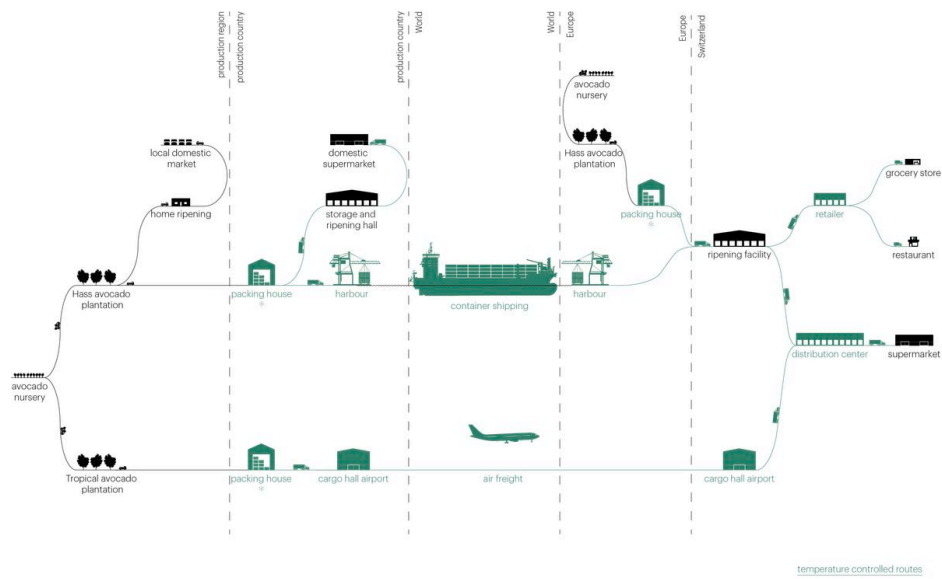 production region
production country
production country
World
World
Europe
Europe
Switzerland
avocado
nursery
local domestic
market
domestic
supermarket
Hass avocado
plantation
grocery store
home ripening
storage and
ripening hall
packing house
retailer
ripening facility
restaurant
Hass avocado
plantation
packing house
harbour
container shipping
harbour
distribution center
supermarket
avocado
nursery
Tropical avocado
plantation
packing house
cargo hall airport
air freight
cargo hall airport
temperature controlled routes